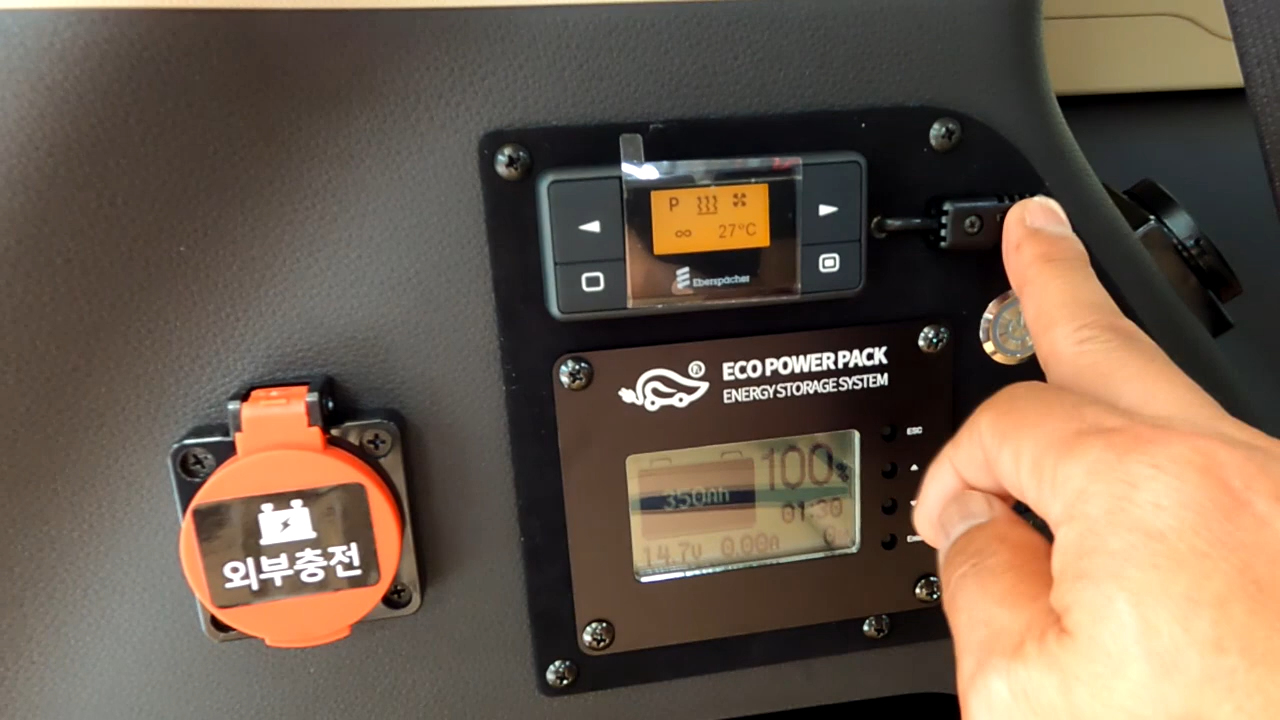 P
∞ 27°C
Eberspächer
ECO POWER PACK
ENERGY STORAGE SYSTEM
ESC
100%
350Ah
01:30
14.7V 0.00A
외부충전